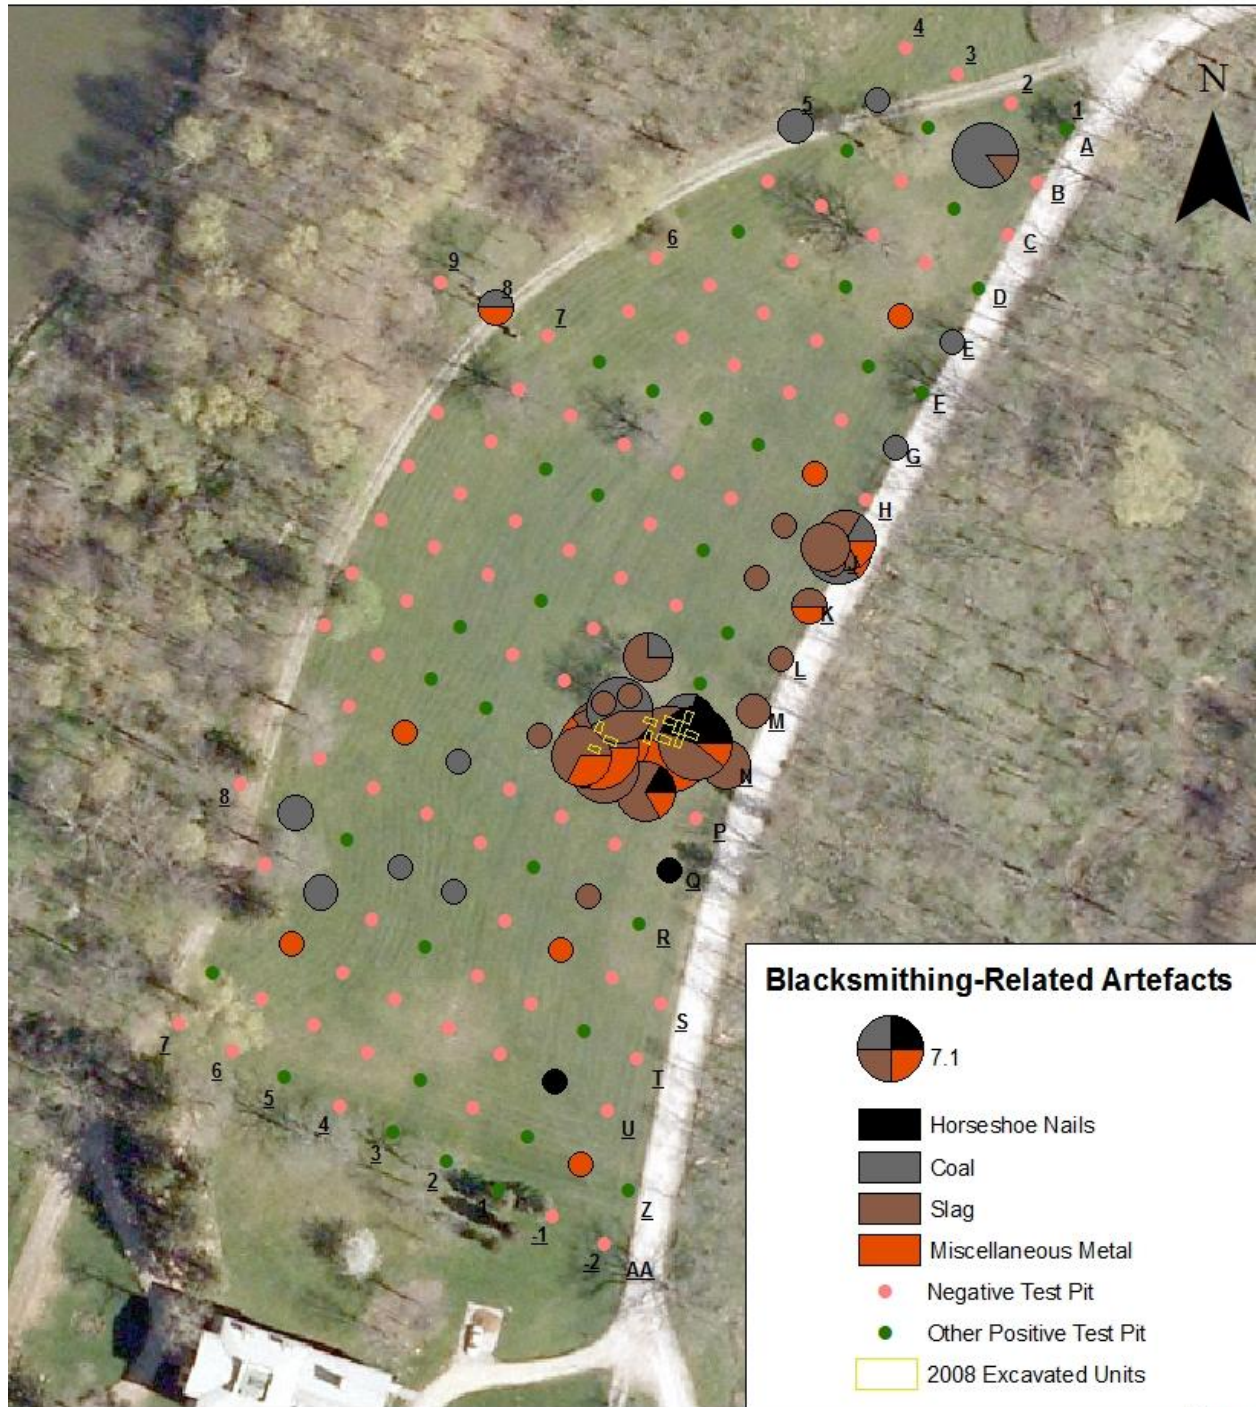 4
3
2
N
5
1
A
B
C
6
9
8
7
D
E
F
G
H
J
K
L
M
N
8
P
Q
R
S
7
6
T
5
4
U
3
2
1
Z
-1
-2
AA
Blacksmithing-Related Artefacts
7.1
Horseshoe Nails
Coal
Slag
Miscellaneous Metal
Negative Test Pit
Other Positive Test Pit
2008 Excavated Units